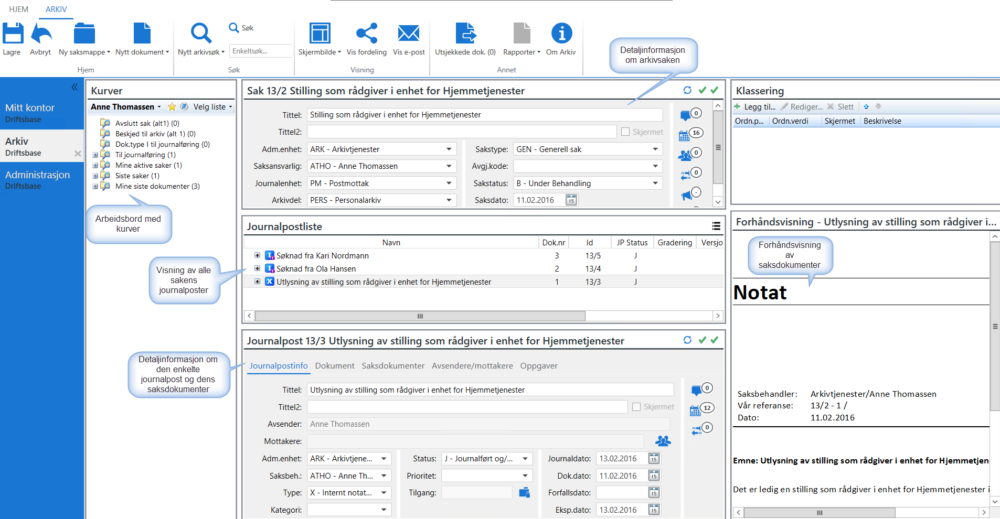 HJEM ARKIV
Lagre Avbryt Ny saksmappe Nytt dokument
Hjem
Nytt arkivsøk Søk
Enkeltsøk...
Søk
Skjermbilde Vis fordeling Vis e-post
Visning
Utsjekkede dok. (0) Rapporter Om Arkiv
Annet
Detaljinformasjon
om arkivsaken
Mitt kontor
Driftsbase
Arkiv
Driftsbase
Administrasjon
Driftsbase
Kurver
Anne Thomassen Velg liste
Avslutt sak (alt1) (0)
Beskjed til arkiv (alt 1) (0)
Dok.type I til journalføring (0)
Til journalføring (1)
Mine aktive saker (1)
Siste saker (1)
Mine siste dokumenter (3)
Arbeidsbord med
kurver
Visning av alle
sakens
journalposter
Detaljinformasjon om
den enkelte
journalpost og dens
saksdokumenter
Sak 13/2 Stilling som rådgiver i enhet for Hjemmetjenester
Tittel: Stilling som rådgiver i enhet for Hjemmetjenester
Tittel2: Skjermet
Adm.enhet: ARK - Arkivtjenester Sakstype: GEN - Generell sak
Saksansvarlig: ATHO - Anne Thomassen Avgj.kode:
Journalenhet: PM - Postmottak Sakstatus: B - Under Behandling
Arkivdel: PERS - Personalarkiv Saksdato: 11.02.2016 15
0
16
0
0
-
Journalpostliste
Navn Dok.nr Id JP Status Gradering Versjo
I Søknad fra Kari Nordmann 3 13/5 J
I Søknad fra Ola Hansen 2 13/4 J
X Utlysning av stilling som rådgiver i enhet for Hjemmetjenester 1 13/3 J
Journalpost 13/3 Utlysning av stilling som rådgiver i enhet for Hjemmetjenester
Journalpostinfo Dokument Saksdokumenter Avsendere/mottakere Oppgaver
Tittel: Utlysning av stilling som rådgiver i enhet for Hjemmetjenester
Tittel2: Skjermet
Avsender: Anne Thomassen
Mottakere:
Adm.enhet: ARK - Arkivtjene... Status: J - Journalført og/... Journaldato: 13.02.2016 15
Saksbeh.: ATHO - Anne Th... Prioritet: Dok.dato: 11.02.2016 15
Type: X - Internt notat... Tilgang: Forfallsdato: 15
Kategori: Eksp.dato: 13.02.2016 15
0
12
0
Klassering
Legg til... Rediger... Slett
Ordn.p... Ordn.verdi Skjermet Beskrivelse
Forhåndsvisning - Utlysning av stilling som rådgiver i...
Forhåndsvisning
av
saksdokumenter
Notat
Saksbehandler: Arkivtjenester/Anne Thomassen
Vår referanse: 13/2 - 1 /
Dato: 11.02.2016
Emne: Utlysning av stilling som rådgiver i enhet for Hjemmetjen
Det er ledig en stilling som rådgiver i enhet for Hjemmetjenester i